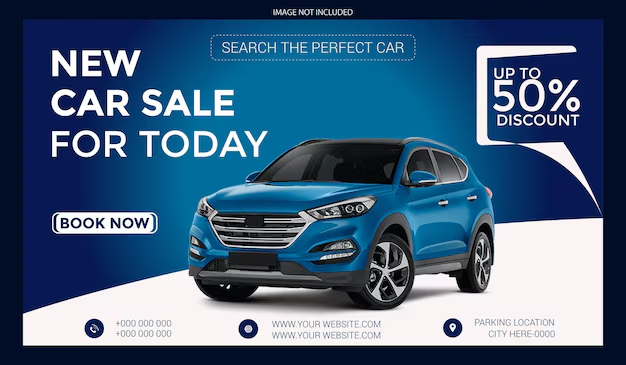 IMAGE NOT INCLUDED
SEARCH THE PERFECT CAR
NEW
CAR SALE
FOR TODAY
UP TO
50%
DISCOUNT
BOOK NOW
+000 000 000
+000 000 000
WWW.YOUR WEBSITE.COM
WWW.YOUR WEBSITE.COM
PARKING LOCATION
CITY HERE-0000